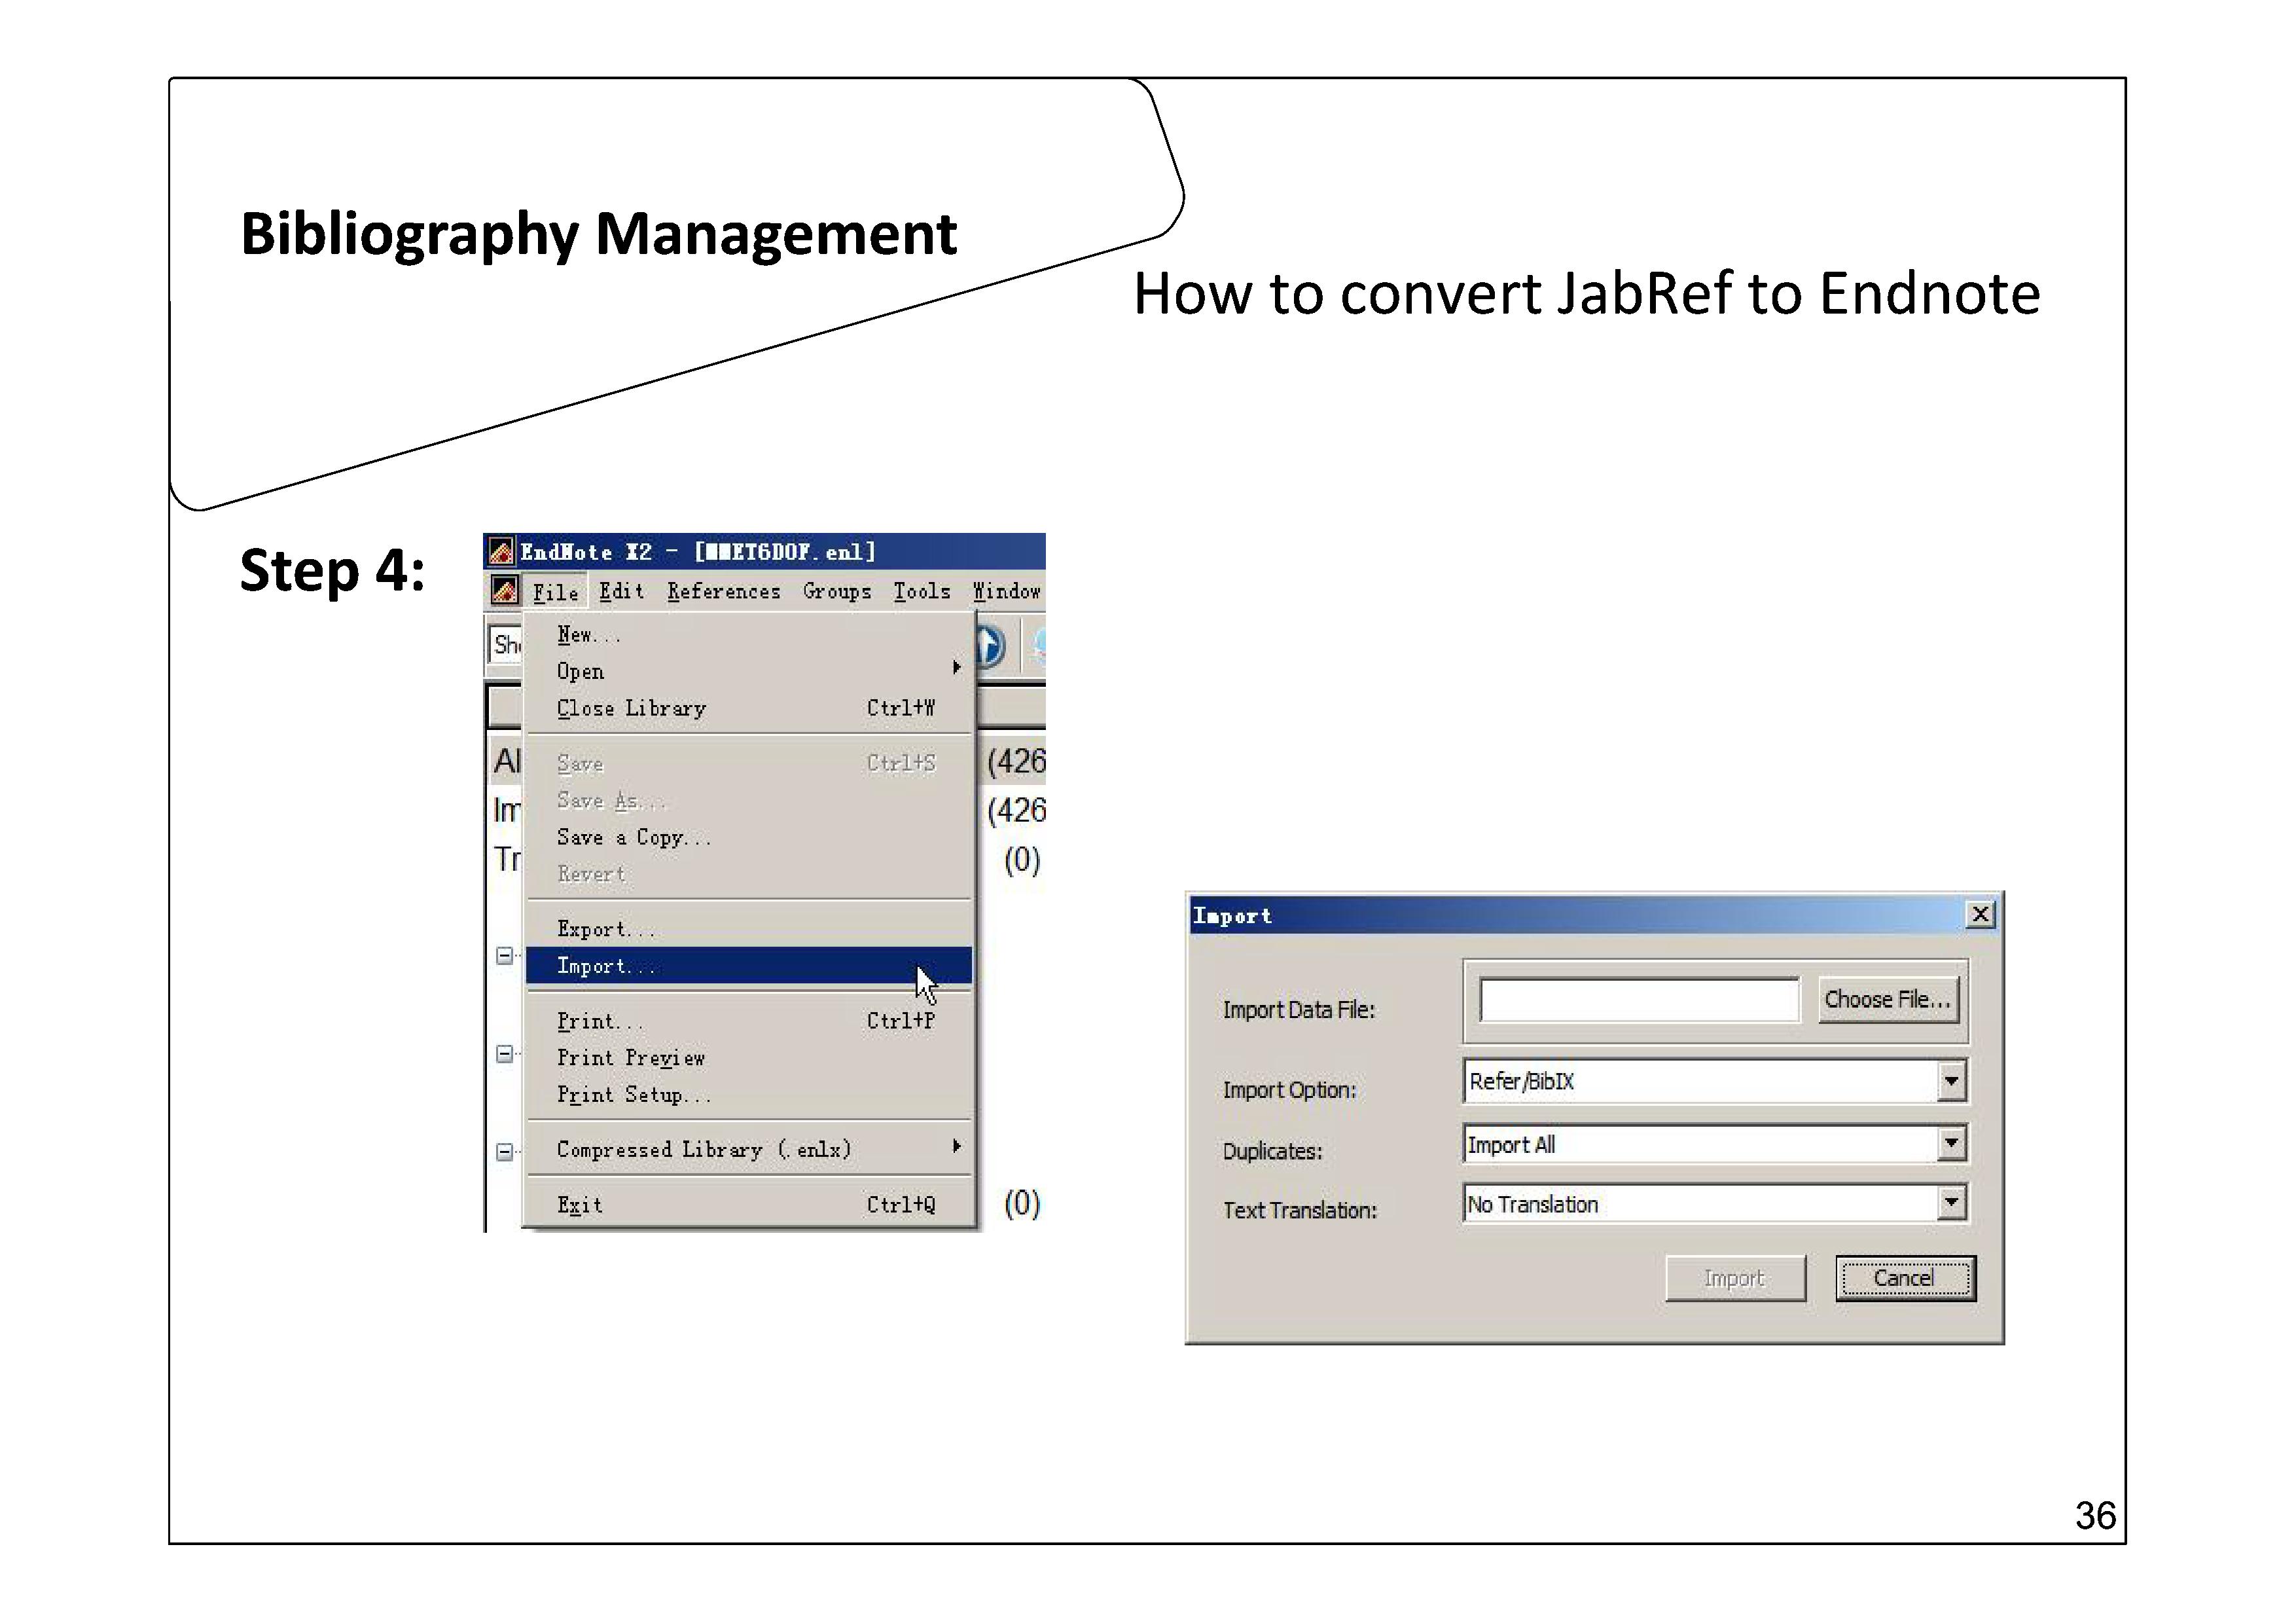 Bibliography Management
How to convert JabRef to Endnote
Step 4:
EndNote X2 - [MMET6DOF.enl]
File Edit References Groups Tools Window
Sh
New...
Open
Close Library Ctrl+W
Al
Save Ctrl+S
(426
Im
Save As...
(426
Save a Copy...
Tr
Revert
(0)
Export...
Import...
Print... Ctrl+P
Print Preview
Print Setup...
Compressed Library (.enlx)
Exit Ctrl+Q
(0)
Import
Import Data File:
Choose File...
Import Option: Refer/BibIX
Duplicates: Import All
Text Translation: No Translation
Import Cancel
36